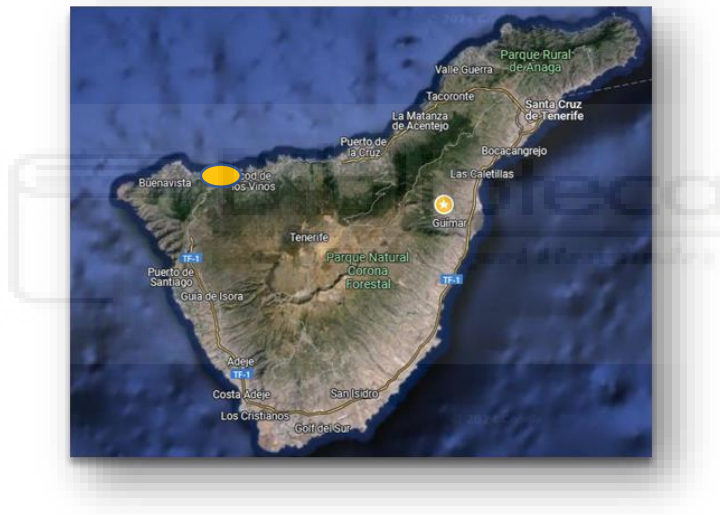 Parque Rural
de Anaga
Valle Guerra
Tacoronte
Santa Cruz
de Tenerife
La Matanza
de Acentejo
Puerto de
la Cruz
Bocacangrejo
Las Caletillas
Buenavista
los Vinos
Güímar
Tenerife
Parque Natural
Corona
Forestal
TF-1
Puerto de
Santiago
TF-1
Guía de Isora
Adeje
TF-1
Costa Adeje
San Isidro
Los Cristianos
Golf del Sur